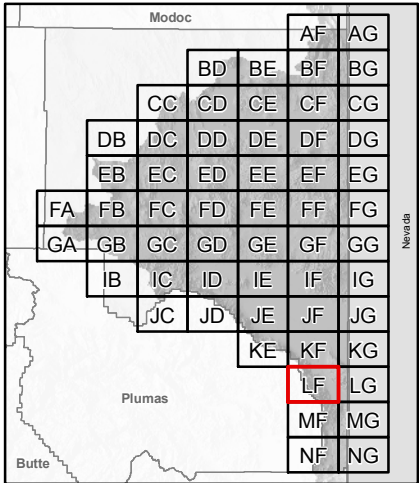 Modoc
AF AG
BD BE BF BG
CC CD CE CF CG
DB DC DD DE DF DG
EB EC ED EE EF EG
FA FB FC FD FE FF FG
Nevada
GA GB GC GD GE GF GG
IB IC ID IE IF IG
JC JD JE JF JG
KE KF KG
LF LG
Plumas
MF MG
Butte
NF NG